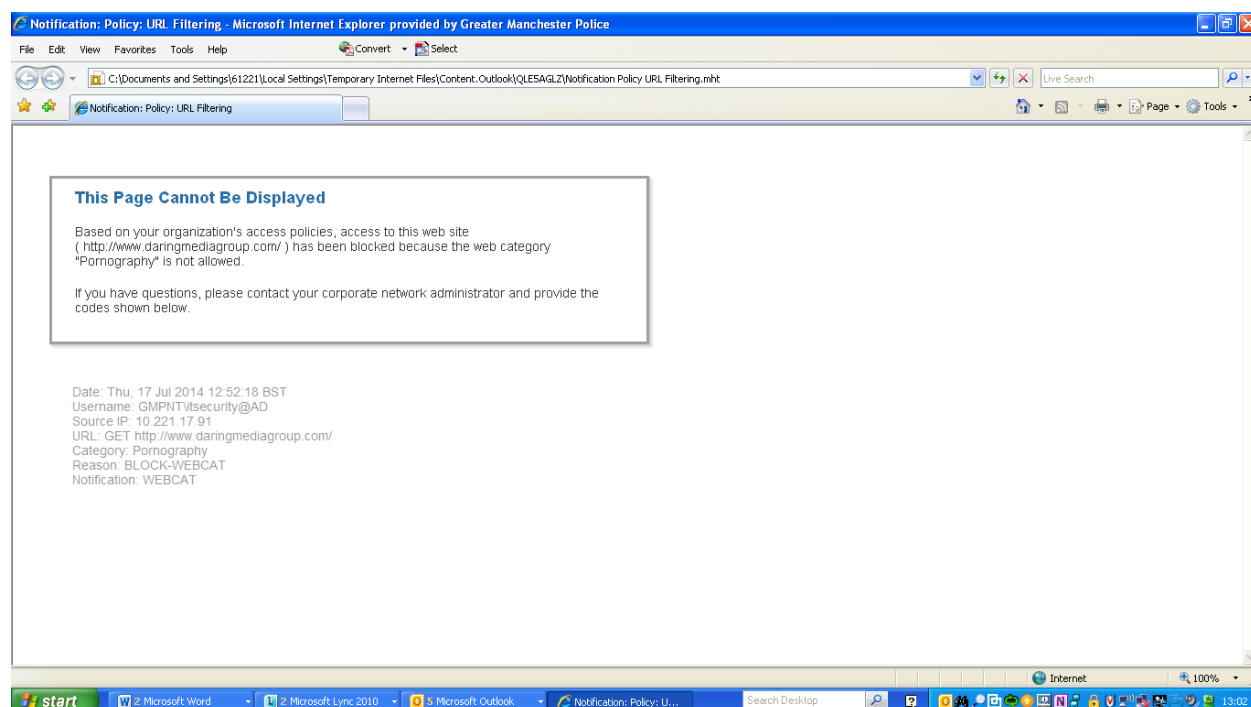 Notification: Policy: URL Filtering - Microsoft Internet Explorer provided by Greater Manchester Police
File Edit View Favorites Tools Help Convert Select
C:\Documents and Settings\61221\Local Settings\Temporary Internet Files\Content.Outlook\QLE5AGLZ\Notification Policy URL Filtering.mht Live Search
Notification: Policy: URL Filtering Page Tools
This Page Cannot Be Displayed
Based on your organization's access policies, access to this web site
( http://www.daringmediagroup.com/ ) has been blocked because the web category
"Pornography" is not allowed.
If you have questions, please contact your corporate network administrator and provide the
codes shown below.
Date: Thu, 17 Jul 2014 12:52:18 BST
Username: GMPNT\itsecurity@AD
Source IP: 10.221.17.91
URL: GET http://www.daringmediagroup.com/
Category: Pornography
Reason: BLOCK-WEBCAT
Notification: WEBCAT
Internet 100%
start 2 Microsoft Word 2 Microsoft Lync 2010 5 Microsoft Outlook Notification: Policy: U... Search Desktop 13:02